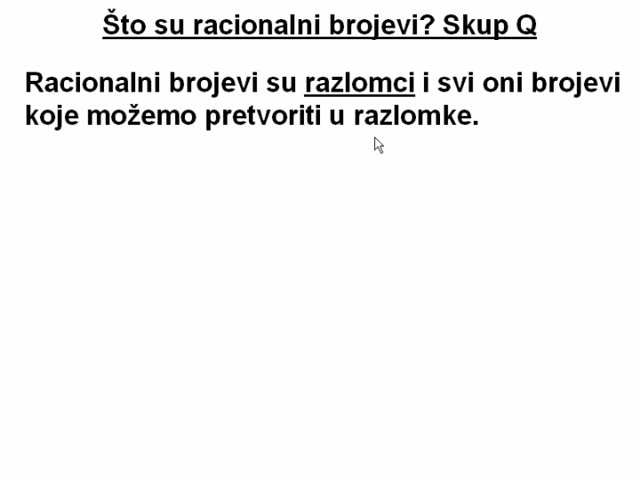 Što su racionalni brojevi? Skup Q
Racionalni brojevi su razlomci i svi oni brojevi
koje možemo pretvoriti u razlomke.